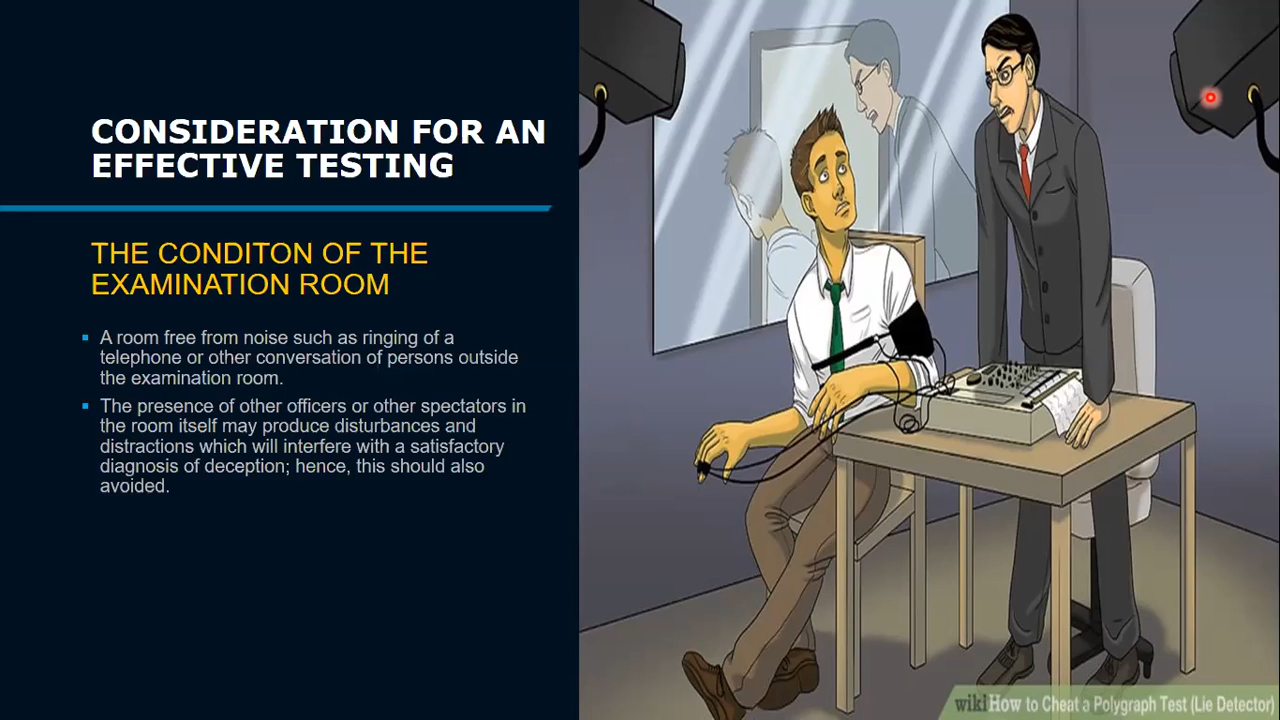 CONSIDERATION FOR AN
EFFECTIVE TESTING
THE CONDITON OF THE
EXAMINATION ROOM
A room free from noise such as ringing of a
telephone or other conversation of persons outside
the examination room.
The presence of other officers or other spectators in
the room itself may produce disturbances and
distractions which will interfere with a satisfactory
diagnosis of deception; hence, this should also
avoided.
wikiHow to Cheat a Polygraph Test (Lie Detector)